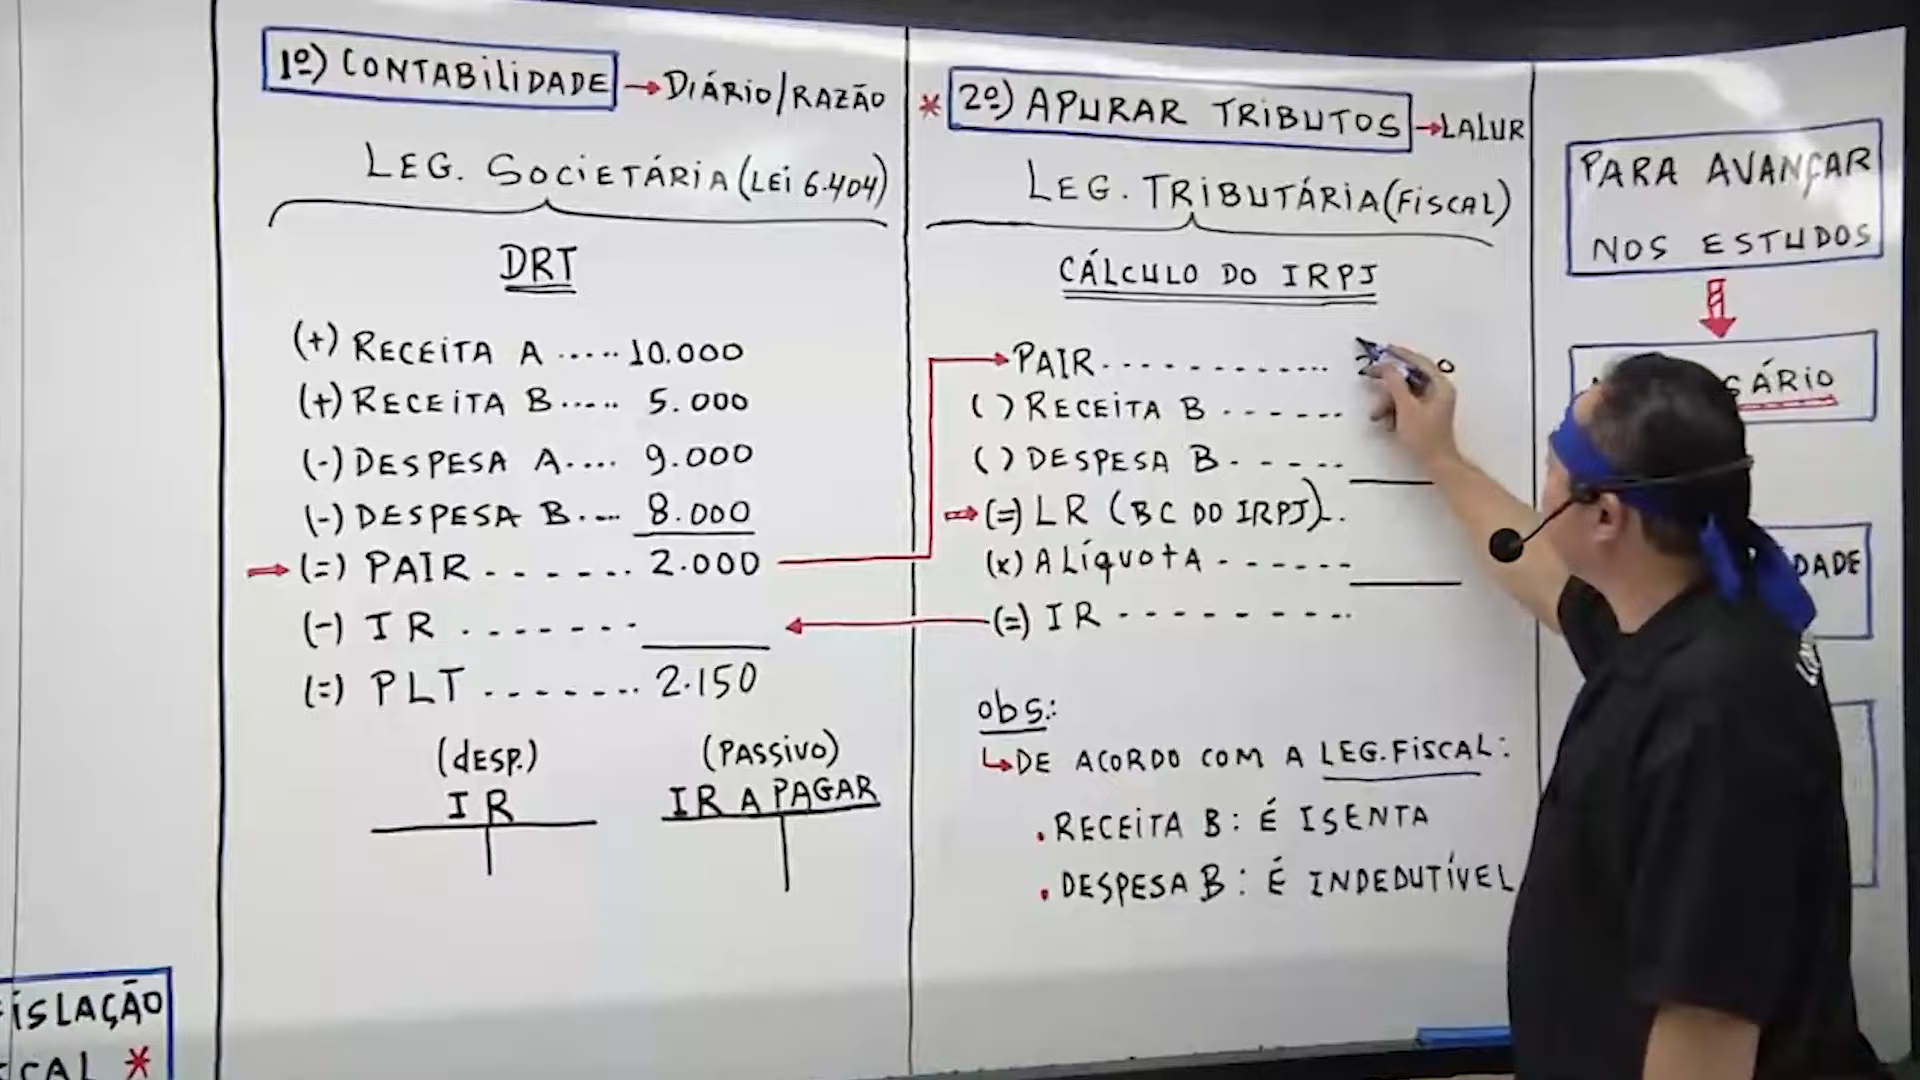 1º) CONTABILIDADE → DIÁRIO/RAZÃO
LEG. SOCIETÁRIA (LEI 6.404)
DRT
(+) RECEITA A ..... 10.000
(+) RECEITA B ..... 5.000
(-) DESPESA A .... 9.000
(-) DESPESA B .... 8.000
→ (=) PAIR ....... 2.000
(-) IR .......
(=) PLT ....... 2.150
(DESP.)
IR
(PASSIVO)
IR A PAGAR
* 2º) APURAR TRIBUTOS → LALUR
LEG. TRIBUTÁRIA (FISCAL)
CÁLCULO DO IRPJ
PAIR ............
( ) RECEITA B ......
( ) DESPESA B .....
→ (=) LR (BC DO IRPJ) ..
(x) ALÍQUOTA ......
(=) IR .........
obs.:
↳ DE ACORDO COM A LEG. FISCAL:
. RECEITA B: É ISENTA
. DESPESA B: É INDEDUTÍVEL
PARA AVANÇAR
NOS ESTUDOS
SÁRIO
DADE
ISLAÇÃO
CAL *